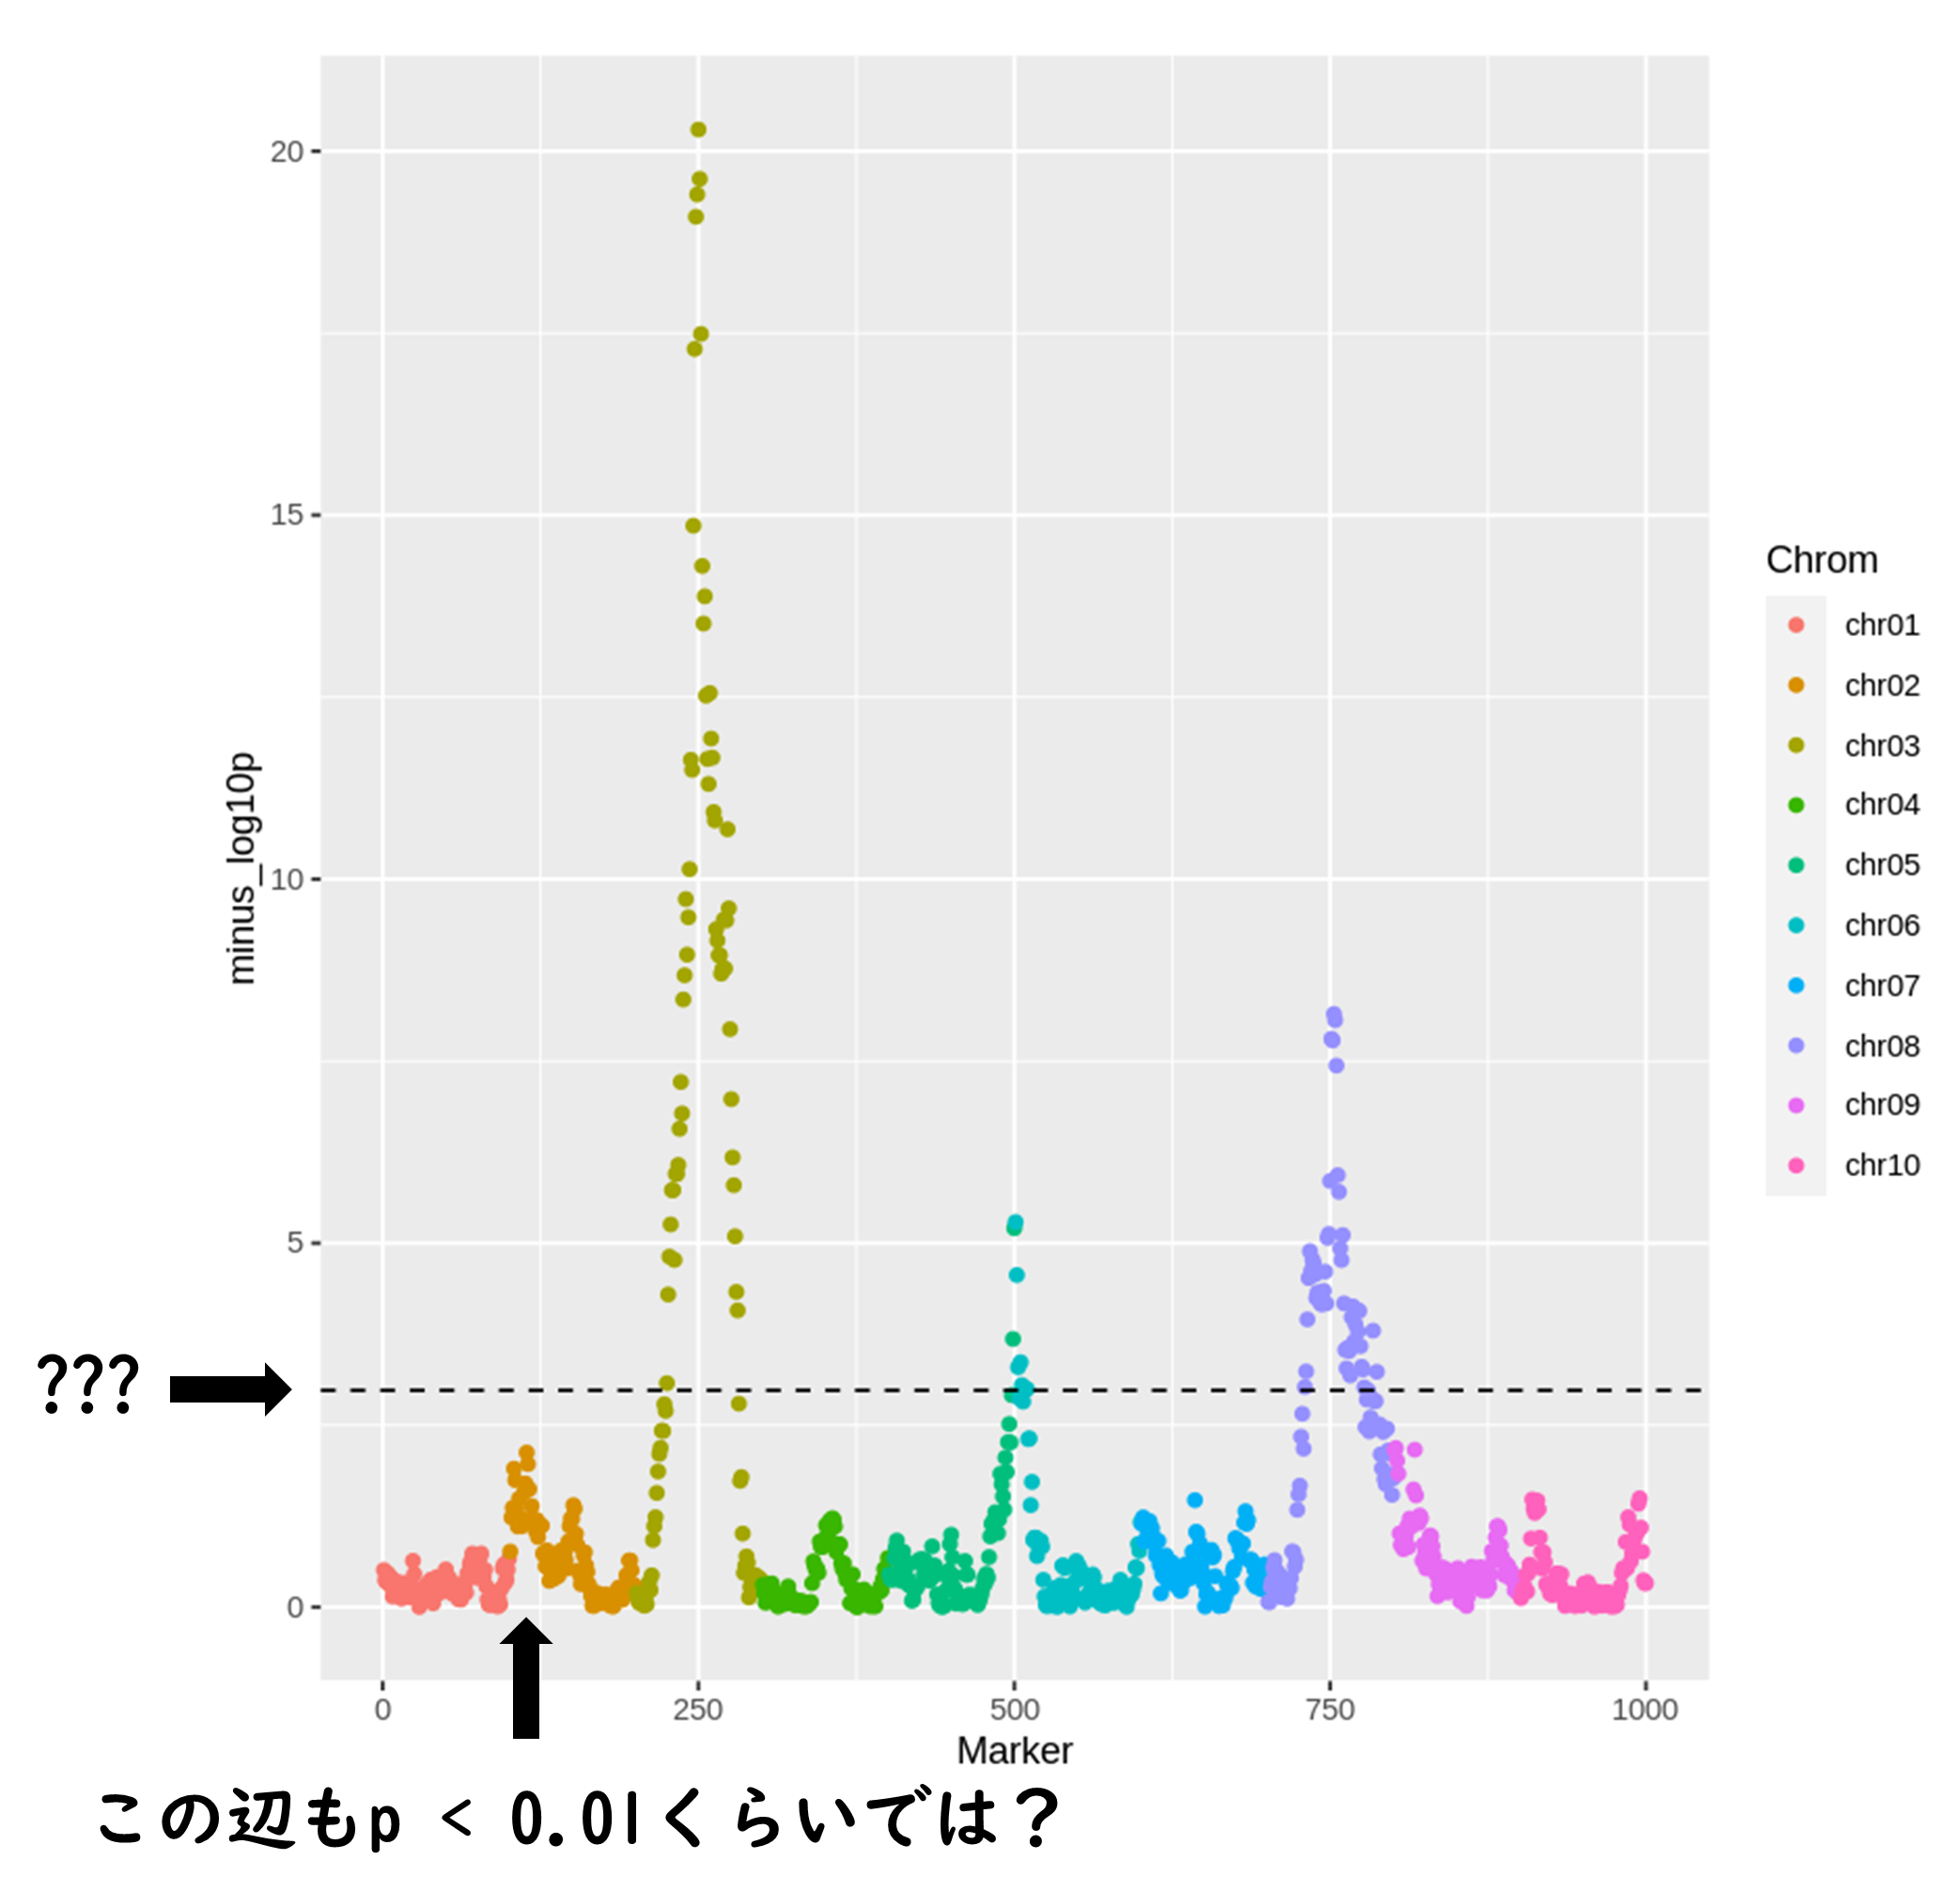 20
15
10
5
0
minus_log10p
0 250 500 750 1000
Marker
Chrom
chr01
chr02
chr03
chr04
chr05
chr06
chr07
chr08
chr09
chr10
???
この辺もp < 0.01くらいでは？